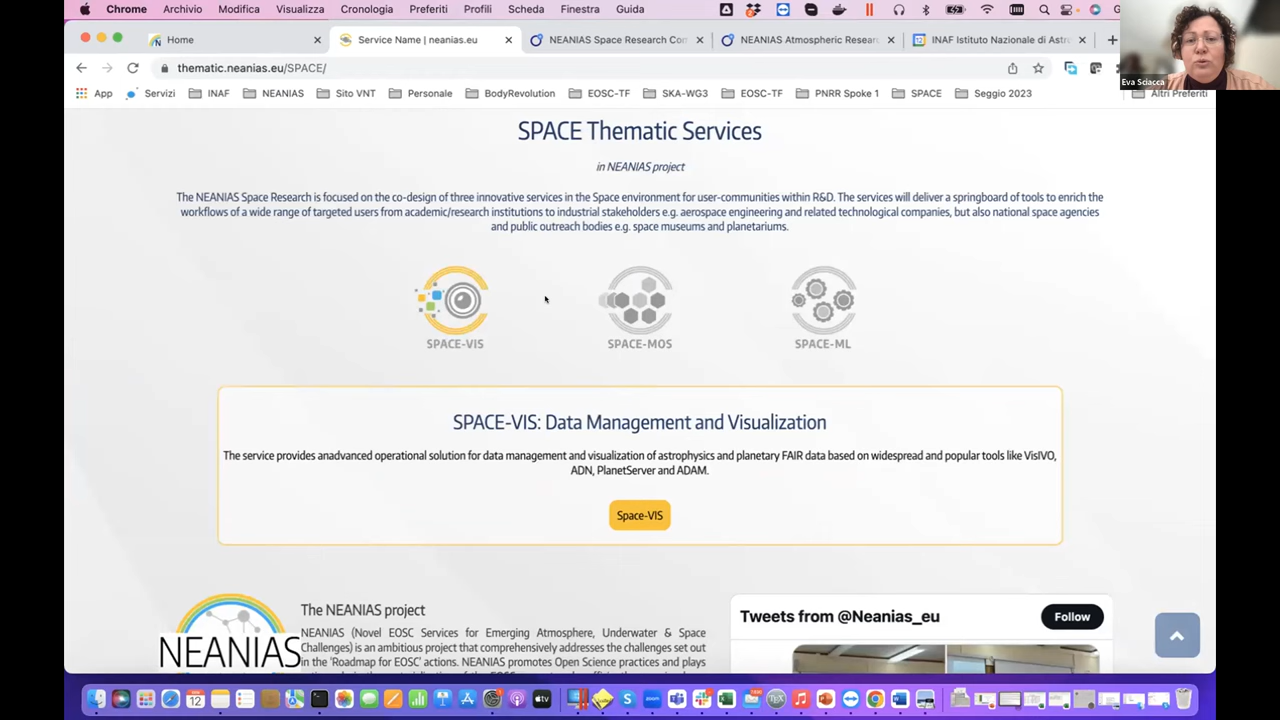 Chrome Archivio Modifica Visualizza Cronologia Preferiti Profili Scheda Finestra Guida
Home
Service Name | neanias.eu
NEANIAS Space Research Com
NEANIAS Atmospheric Researc
INAF Istituto Nazionale di Astro
thematic.neanias.eu/SPACE/
Eva Sciacca
App Servizi INAF NEANIAS Sito VNT Personale BodyRevolution EOSC-TF SKA-WG3 EOSC-TF PNRR Spoke 1 SPACE Seggio 2023 Altri Preferiti
SPACE Thematic Services
in NEANIAS project
The NEANIAS Space Research is focused on the co-design of three innovative services in the Space environment for user-communities within R&D. The services will deliver a springboard of tools to enrich the
workflows of a wide range of targeted users from academic/research institutions to industrial stakeholders e.g. aerospace engineering and related technological companies, but also national space agencies
and public outreach bodies e.g. space museums and planetariums.
SPACE-VIS SPACE-MOS SPACE-ML
SPACE-VIS: Data Management and Visualization
The service provides anadvanced operational solution for data management and visualization of astrophysics and planetary FAIR data based on widespread and popular tools like VisIVO,
ADN, PlanetServer and ADAM.
Space-VIS
NEANIAS
The NEANIAS project
NEANIAS (Novel EOSC Services for Emerging Atmosphere, Underwater & Space
Challenges) is an ambitious project that comprehensively addresses the challenges set out
in the 'Roadmap for EOSC' actions. NEANIAS promotes Open Science practices and plays
Tweets from @Neanias_eu
Follow